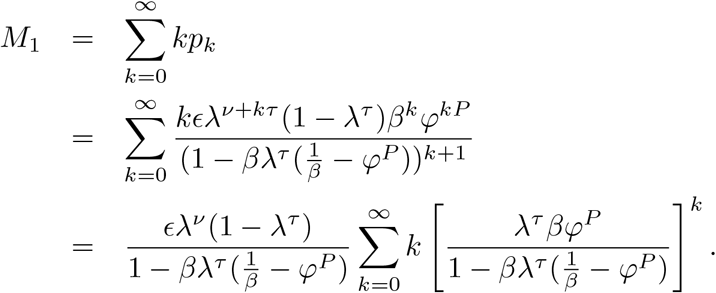 M_1 = \sum_{k=0}^{\infty} k p_k
= \sum_{k=0}^{\infty} \frac{k \epsilon \lambda^{\nu + k\tau} (1 - \lambda^{\tau}) \beta^k \varphi^{kP}}{(1 - \beta \lambda^{\tau} (\frac{1}{\beta} - \varphi^P))^{k+1}}
= \frac{\epsilon \lambda^{\nu} (1 - \lambda^{\tau})}{1 - \beta \lambda^{\tau} (\frac{1}{\beta} - \varphi^P)} \sum_{k=0}^{\infty} k \left[ \frac{\lambda^{\tau} \beta \varphi^P}{1 - \beta \lambda^{\tau} (\frac{1}{\beta} - \varphi^P)} \right]^k .